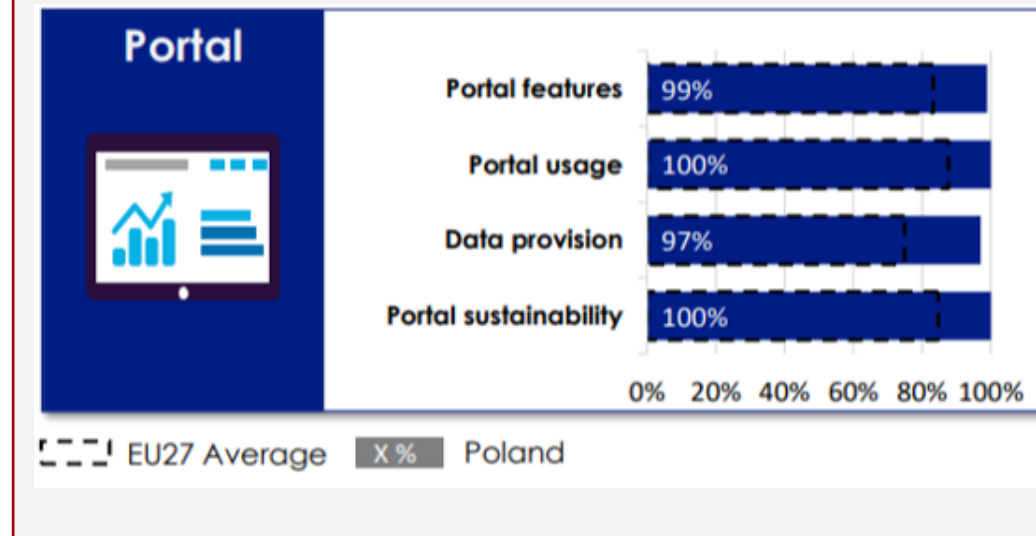 Portal
Portal features 99%
Portal usage 100%
Data provision 97%
Portal sustainability 100%
0% 20% 40% 60% 80% 100%
EU27 Average X % Poland